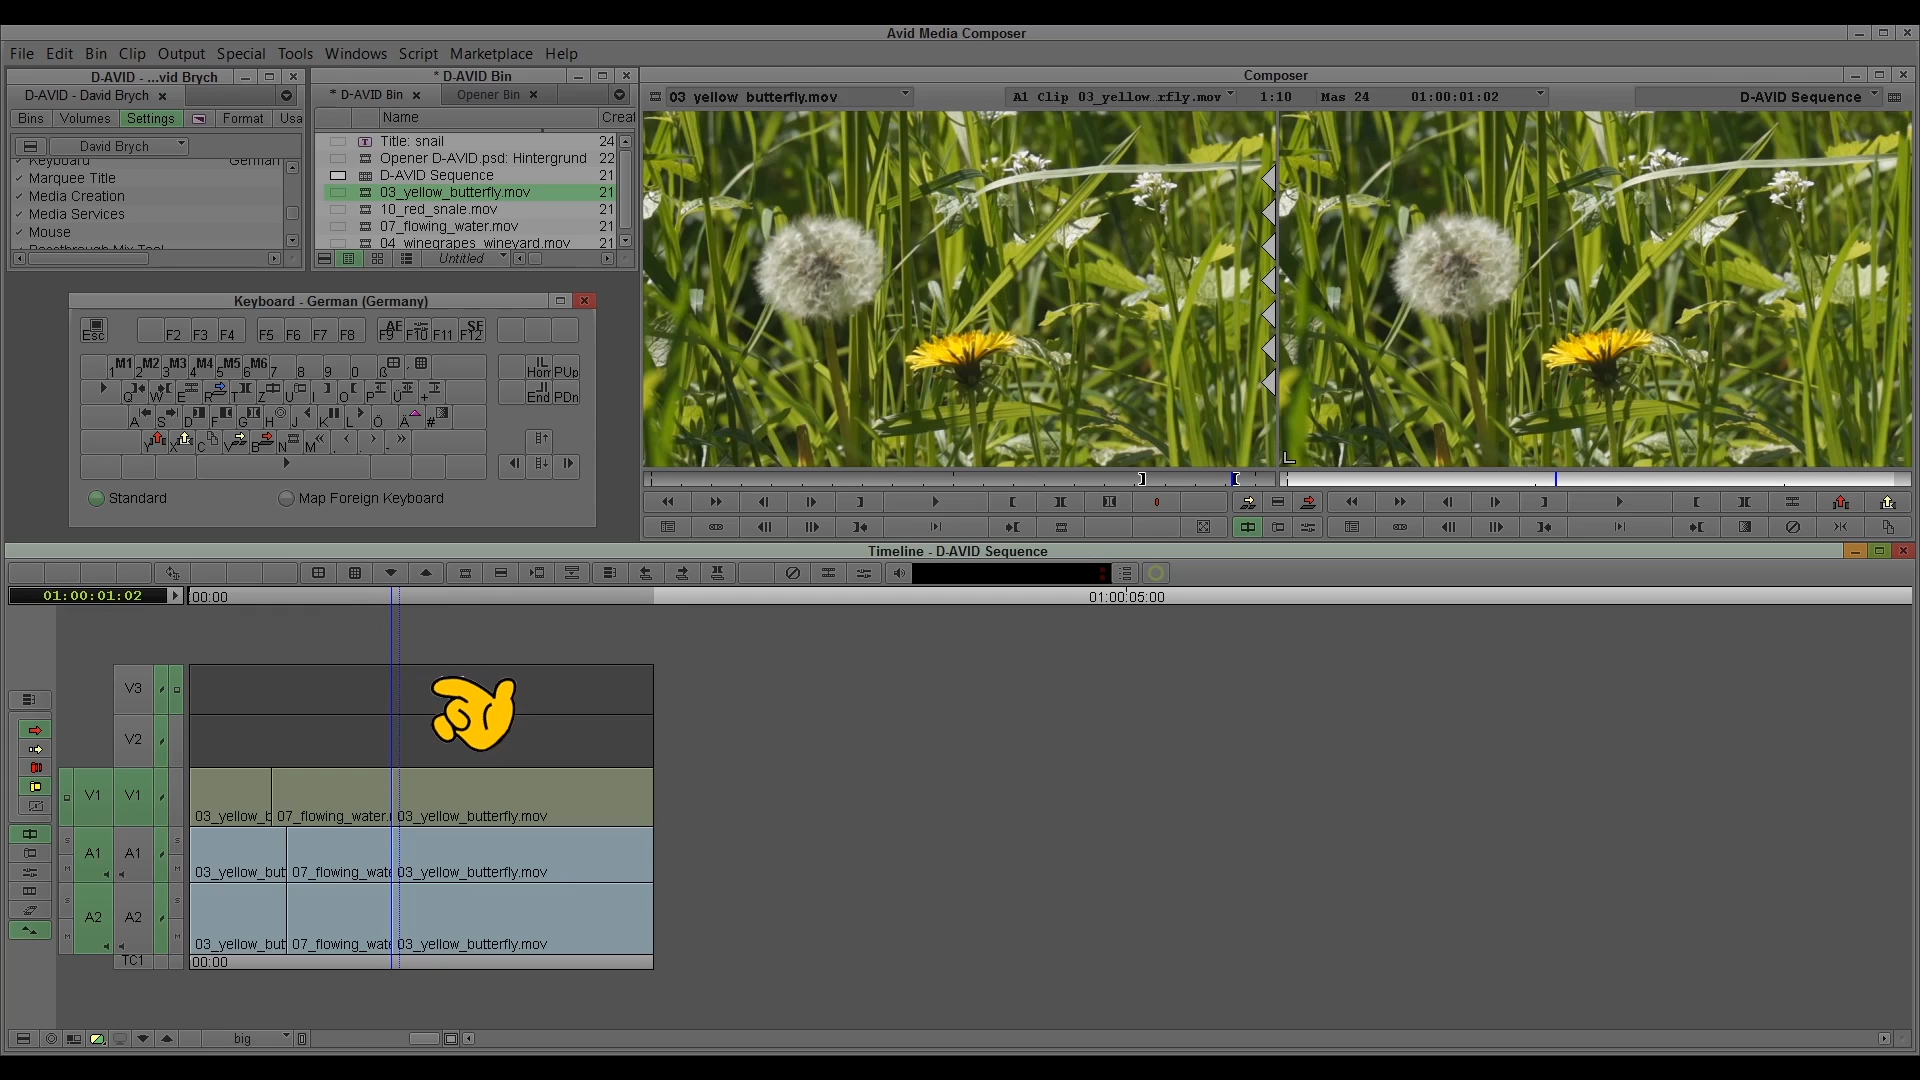 Avid Media Composer
File Edit Bin Clip Output Special Tools Windows Script Marketplace Help
D-AVID - ...vid Brych
D-AVID - David Brych
Bins Volumes Settings Format Usa
David Brych
Keyboard German
Marquee Title
Media Creation
Media Services
Mouse
* D-AVID Bin
* D-AVID Bin Opener Bin
Name Creat
Title: snail 24
Opener D-AVID.psd: Hintergrund 22
D-AVID Sequence 21
03_yellow_butterfly.mov 21
10_red_snale.mov 21
07_flowing_water.mov 21
04_winegrapes_wineyard.mov 21
Untitled
Composer
03_yellow_butterfly.mov A1 Clip 03_yellow…rfly.mov 1:10 Mas 24 01:00:01:02 D-AVID Sequence
Keyboard - German (Germany)
Esc F2 F3 F4 F5 F6 F7 F8 AE F9 F10 F11 SE F12
M1 M2 M3 M4 M5 M6
1 2 3 4 5 6 7 8 9 0 ß Hom PUp
Q W E R T Z U I O P Ü + End PDn
A S D F G H J K L Ö Ä #
Y X C V B N M , . -
Standard Map Foreign Keyboard
Timeline - D-AVID Sequence
01:00:01:02 00:00 01:00:05:00
V3
V2
V1 V1 03_yellow_b 07_flowing_water. 03_yellow_butterfly.mov
S
A1 A1 03_yellow_but 07_flowing_wate 03_yellow_butterfly.mov
M M
S S
A2 A2 03_yellow_but 07_flowing_wate 03_yellow_butterfly.mov
M M
TC1 00:00
big